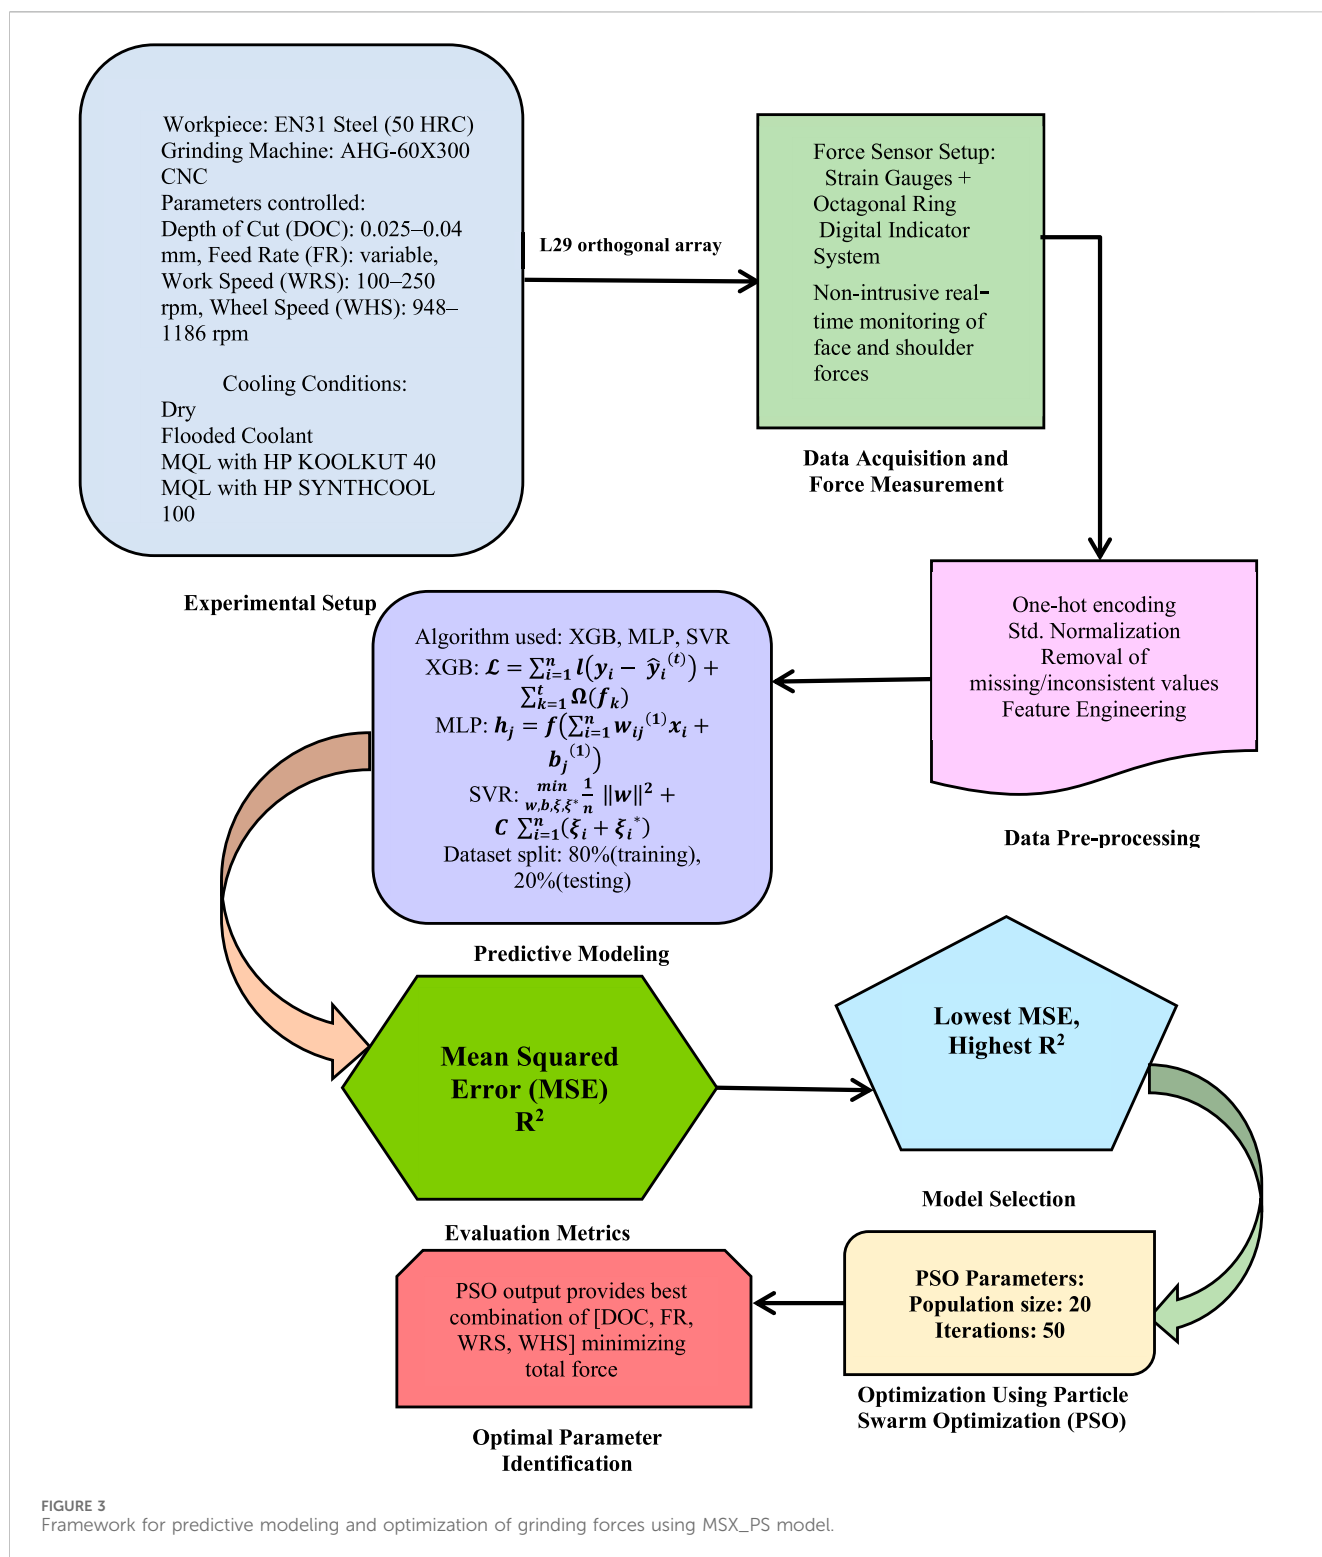 Workpiece: EN31 Steel (50 HRC)
Grinding Machine: AHG-60X300
CNC
Parameters controlled:
Depth of Cut (DOC): 0.025–0.04
mm, Feed Rate (FR): variable,
Work Speed (WRS): 100–250
rpm, Wheel Speed (WHS): 948–
1186 rpm
Cooling Conditions:
Dry
Flooded Coolant
MQL with HP KOOLKUT 40
MQL with HP SYNTHCOOL
100
Experimental Setup
L29 orthogonal array
Force Sensor Setup:
Strain Gauges +
Octagonal Ring
Digital Indicator
System
Non-intrusive real-
time monitoring of
face and shoulder
forces
Data Acquisition and
Force Measurement
One-hot encoding
Std. Normalization
Removal of
missing/inconsistent values
Feature Engineering
Data Pre-processing
Algorithm used: XGB, MLP, SVR
XGB: ℒ = ∑ⁿᵢ₌₁ l(yᵢ − ŷᵢ⁽ᵗ⁾) +
∑ᵗₖ₌₁ Ω(fₖ)
MLP: hⱼ = f(∑ⁿᵢ₌₁ wᵢⱼ⁽¹⁾xᵢ +
bⱼ⁽¹⁾)
SVR: min w,b,ξ,ξ* 1/n ‖w‖² +
C ∑ⁿᵢ₌₁(ξᵢ + ξᵢ*)
Dataset split: 80%(training),
20%(testing)
Predictive Modeling
Mean Squared
Error (MSE)
R²
Evaluation Metrics
Lowest MSE,
Highest R²
Model Selection
PSO Parameters:
Population size: 20
Iterations: 50
Optimization Using Particle
Swarm Optimization (PSO)
PSO output provides best
combination of [DOC, FR,
WRS, WHS] minimizing
total force
Optimal Parameter
Identification
FIGURE 3
Framework for predictive modeling and optimization of grinding forces using MSX_PS model.